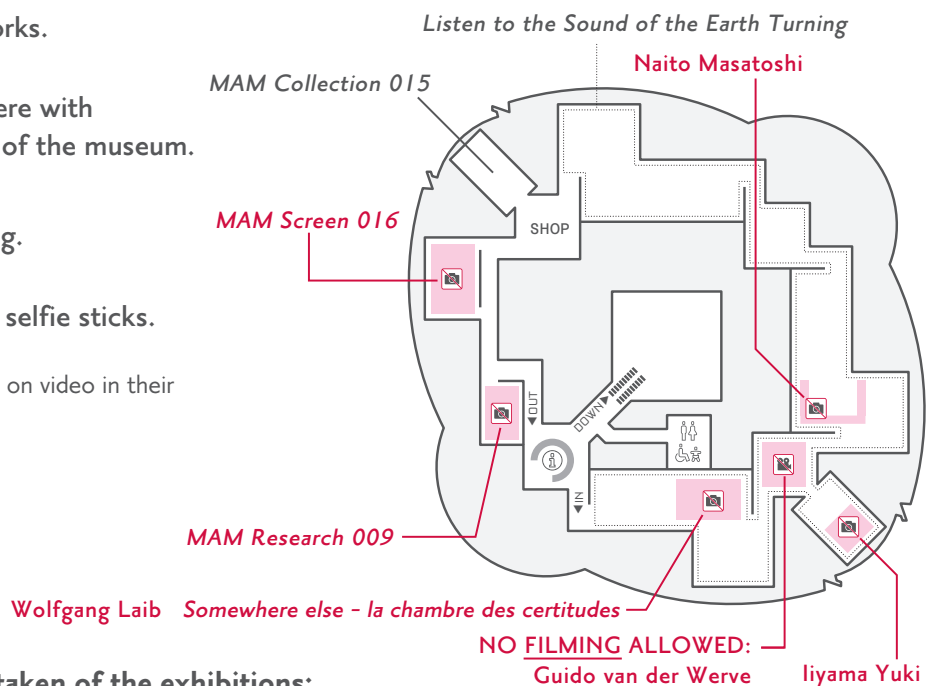 orks.
ere with
of the museum.
g.
selfie sticks.
on video in their
Listen to the Sound of the Earth Turning
Naito Masatoshi
MAM Collection 015
MAM Screen 016
SHOP
◀OUT
DOWN▶
◀IN
MAM Research 009
Wolfgang Laib Somewhere else - la chambre des certitudes
NO FILMING ALLOWED:
Guido van der Werve
Iiyama Yuki
taken of the exhibitions: